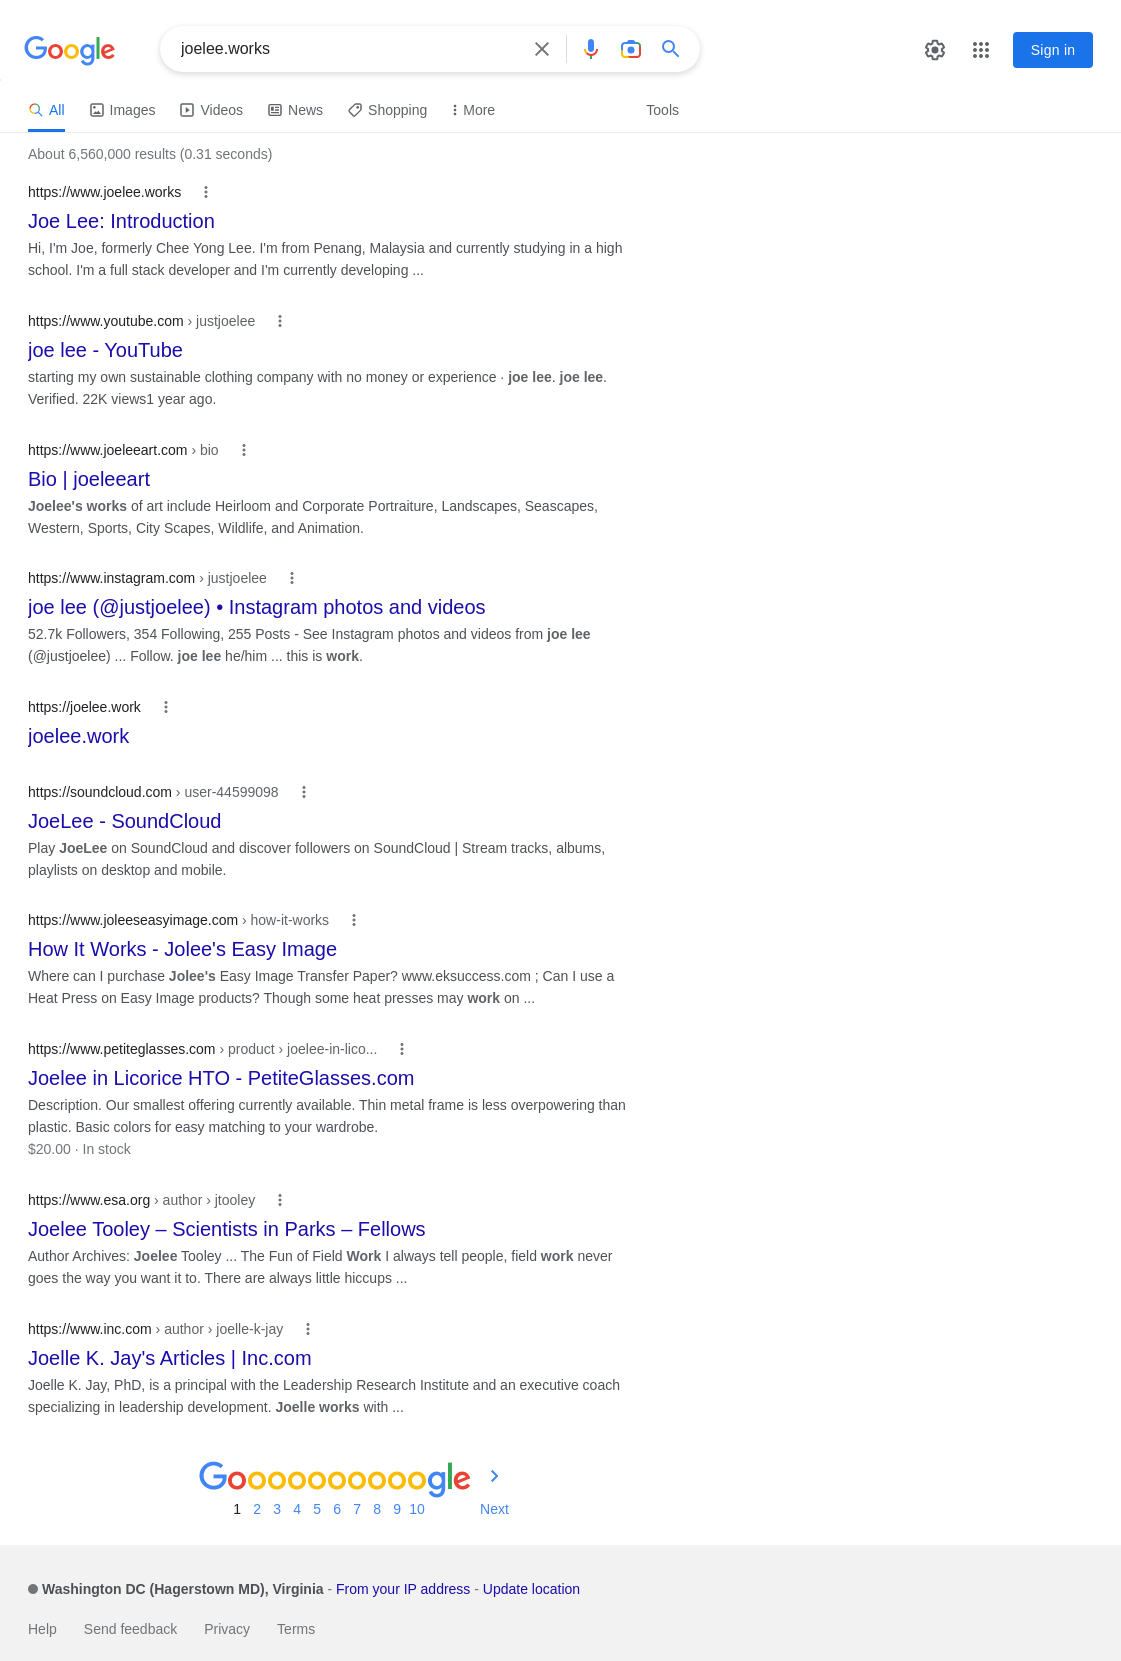 Google
joelee.works
Sign in
All Images Videos News Shopping More Tools
About 6,560,000 results (0.31 seconds)
https://www.joelee.works
Joe Lee: Introduction
Hi, I'm Joe, formerly Chee Yong Lee. I'm from Penang, Malaysia and currently studying in a high
school. I'm a full stack developer and I'm currently developing ...
https://www.youtube.com › justjoelee
joe lee - YouTube
starting my own sustainable clothing company with no money or experience · joe lee. joe lee.
Verified. 22K views1 year ago.
https://www.joeleeart.com › bio
Bio | joeleeart
Joelee's works of art include Heirloom and Corporate Portraiture, Landscapes, Seascapes,
Western, Sports, City Scapes, Wildlife, and Animation.
https://www.instagram.com › justjoelee
joe lee (@justjoelee) • Instagram photos and videos
52.7k Followers, 354 Following, 255 Posts - See Instagram photos and videos from joe lee
(@justjoelee) ... Follow. joe lee he/him ... this is work.
https://joelee.work
joelee.work
https://soundcloud.com › user-44599098
JoeLee - SoundCloud
Play JoeLee on SoundCloud and discover followers on SoundCloud | Stream tracks, albums,
playlists on desktop and mobile.
https://www.joleeseasyimage.com › how-it-works
How It Works - Jolee's Easy Image
Where can I purchase Jolee's Easy Image Transfer Paper? www.eksuccess.com ; Can I use a
Heat Press on Easy Image products? Though some heat presses may work on ...
https://www.petiteglasses.com › product › joelee-in-lico...
Joelee in Licorice HTO - PetiteGlasses.com
Description. Our smallest offering currently available. Thin metal frame is less overpowering than
plastic. Basic colors for easy matching to your wardrobe.
$20.00 · In stock
https://www.esa.org › author › jtooley
Joelee Tooley – Scientists in Parks – Fellows
Author Archives: Joelee Tooley ... The Fun of Field Work I always tell people, field work never
goes the way you want it to. There are always little hiccups ...
https://www.inc.com › author › joelle-k-jay
Joelle K. Jay's Articles | Inc.com
Joelle K. Jay, PhD, is a principal with the Leadership Research Institute and an executive coach
specializing in leadership development. Joelle works with ...
Goooooooooogle
1 2 3 4 5 6 7 8 9 10 Next
Washington DC (Hagerstown MD), Virginia - From your IP address - Update location
Help Send feedback Privacy Terms